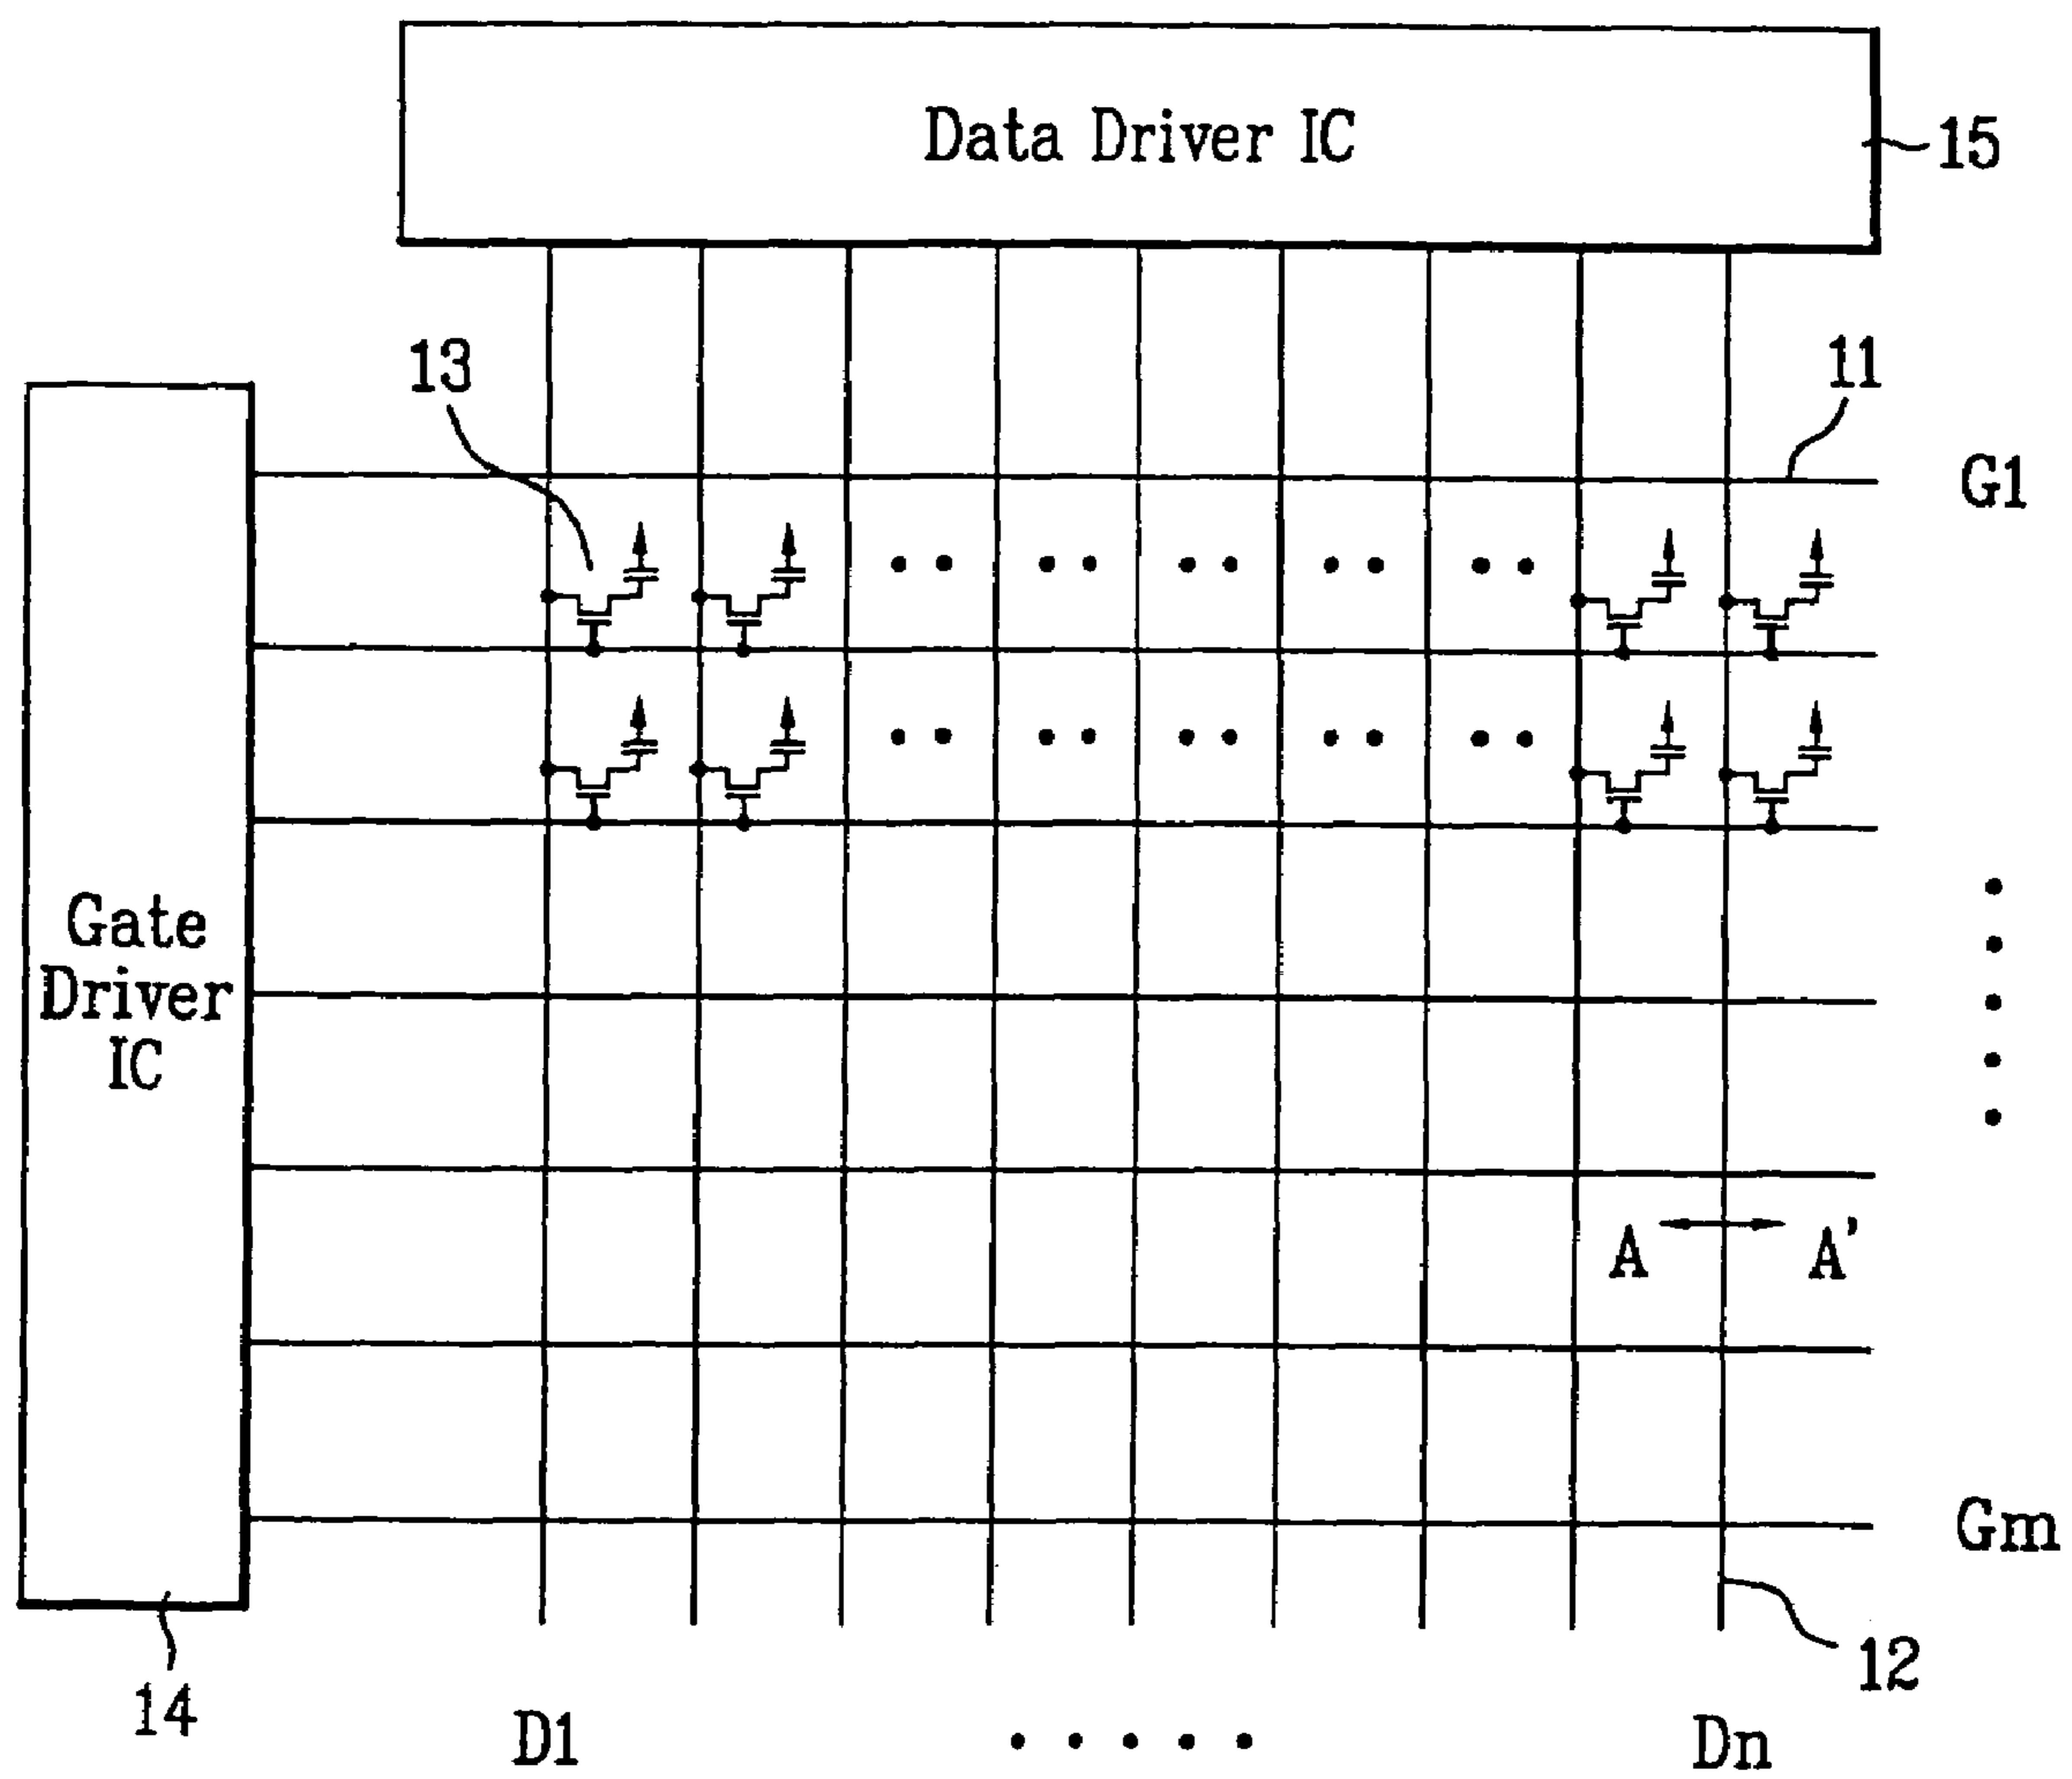 Data Driver IC
15
13
11
G1
Gate
Driver
IC
A
A'
Gm
12
14
D1
Dn